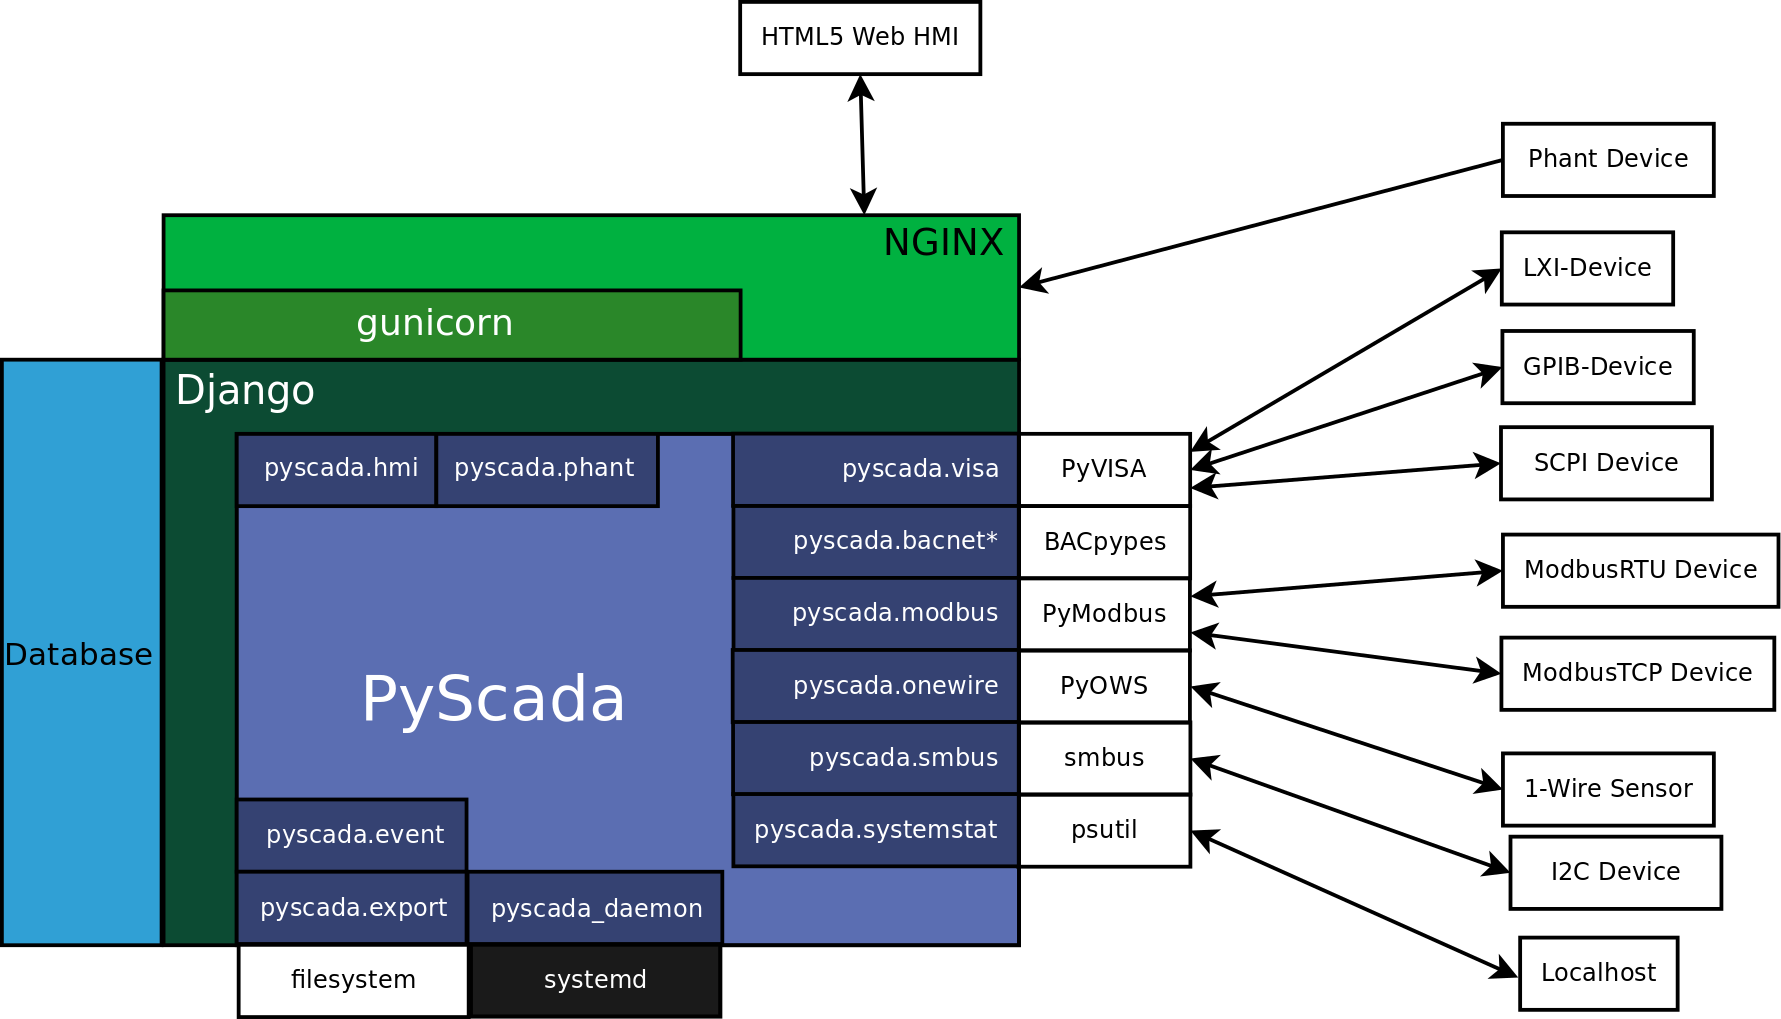 HTML5 Web HMI
Phant Device
NGINX
LXI-Device
gunicorn
GPIB-Device
Django
SCPI Device
pyscada.hmi
pyscada.phant
pyscada.visa
PyVISA
pyscada.bacnet*
BACpypes
ModbusRTU Device
pyscada.modbus
PyModbus
Database
PyScada
pyscada.onewire
PyOWS
ModbusTCP Device
pyscada.smbus
smbus
1-Wire Sensor
pyscada.event
pyscada.systemstat
psutil
I2C Device
pyscada.export
pyscada_daemon
filesystem
systemd
Localhost